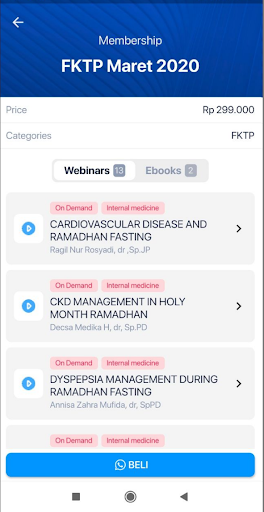 Membership
FKTP Maret 2020
Price Rp 299.000
Categories FKTP
Webinars 13 Ebooks 2
On Demand Internal medicine
CARDIOVASCULAR DISEASE AND
RAMADHAN FASTING
Ragil Nur Rosyadi, dr ,Sp.JP
On Demand Internal medicine
CKD MANAGEMENT IN HOLY
MONTH RAMADHAN
Decsa Medika H, dr, Sp.PD
On Demand Internal medicine
DYSPEPSIA MANAGEMENT DURING
RAMADHAN FASTING
Annisa Zahra Mufida, dr, SpPD
On Demand Internal medicine
BELI